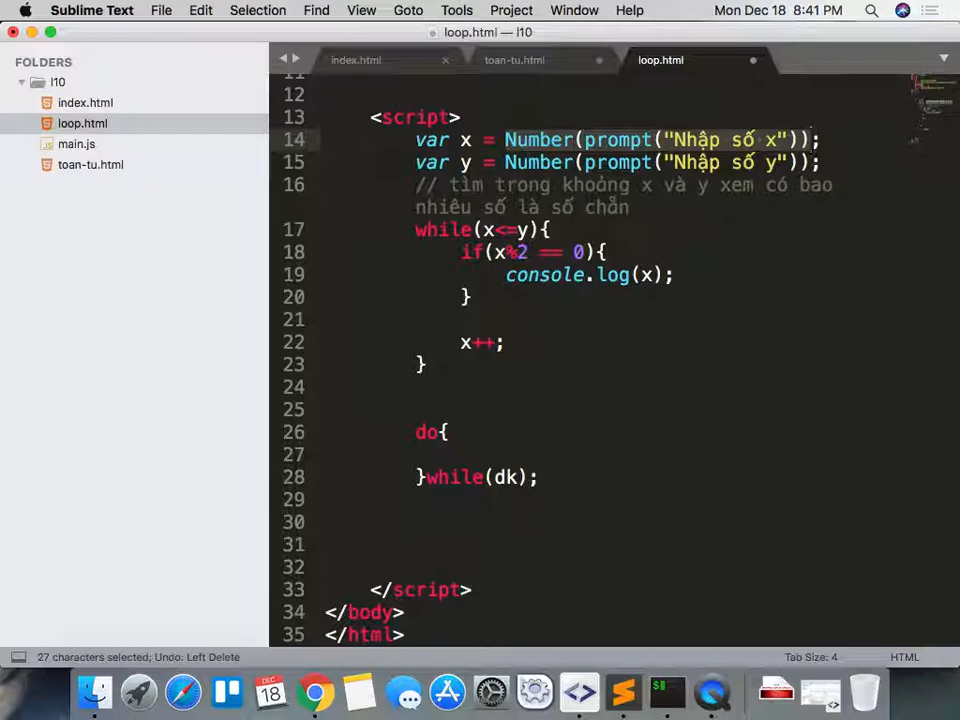 Sublime Text File Edit Selection Find View Goto Tools Project Window Help Mon Dec 18 8:41 PM
loop.html — l10
FOLDERS
l10
index.html
loop.html
main.js
toan-tu.html
index.html × toan-tu.html loop.html
12
13 <script>
14 var x = Number(prompt("Nhập số x"));
15 var y = Number(prompt("Nhập số y"));
16 // tìm trong khoảng x và y xem có bao
nhiêu số là số chẵn
17 while(x<=y){
18 if(x%2 == 0){
19 console.log(x);
20 }
21
22 x++;
23 }
24
25
26 do{
27
28 }while(dk);
29
30
31
32
33 </script>
34 </body>
35 </html>
27 characters selected; Undo: Left Delete Tab Size: 4 HTML
DEC
18